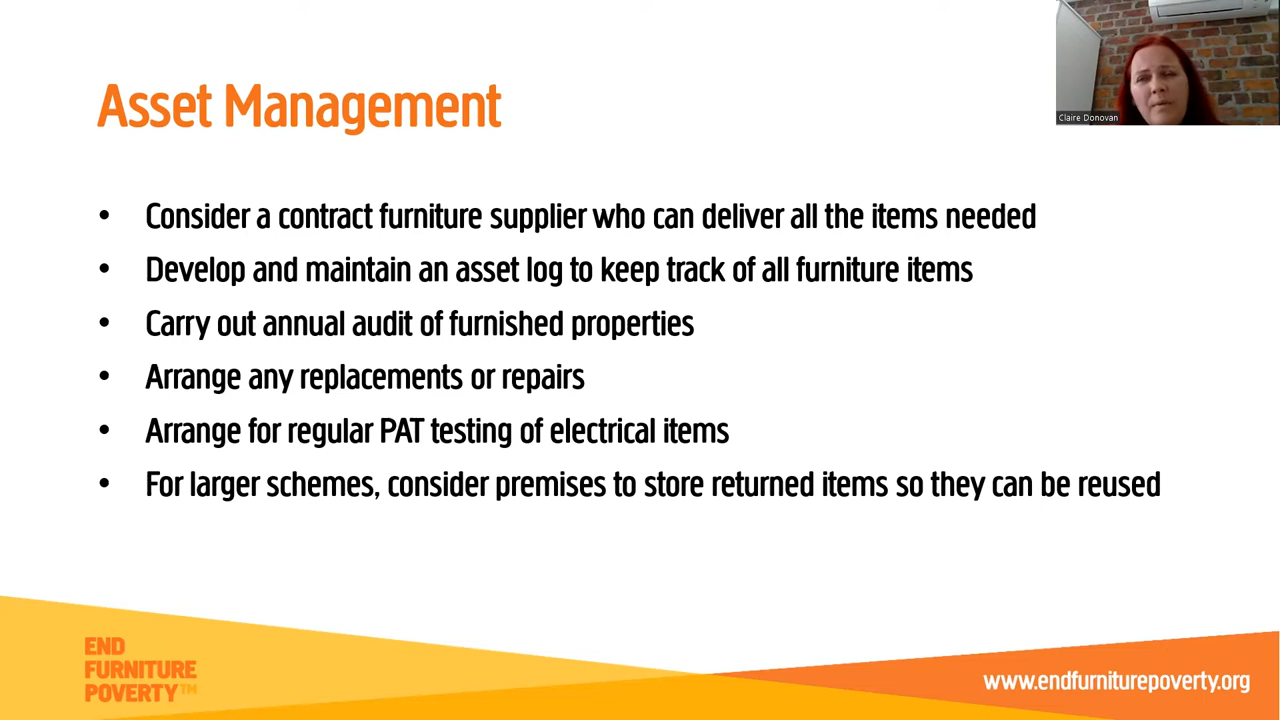 Asset Management
Claire Donovan
• Consider a contract furniture supplier who can deliver all the items needed
• Develop and maintain an asset log to keep track of all furniture items
• Carry out annual audit of furnished properties
• Arrange any replacements or repairs
• Arrange for regular PAT testing of electrical items
• For larger schemes, consider premises to store returned items so they can be reused
END
FURNITURE
POVERTY™
www.endfurniturepoverty.org